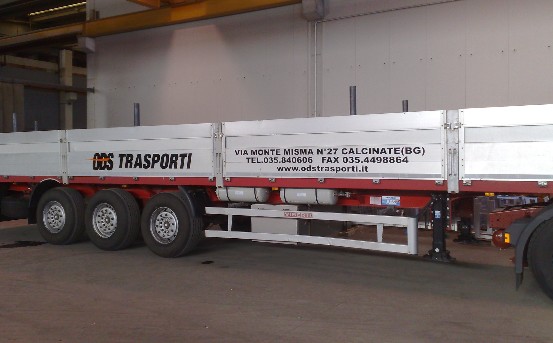 ODS TRASPORTI
VIA MONTE MISMA N°27 CALCINATE(BG)
TEL.035.840606 FAX 035.4498864
www.odstrasporti.it